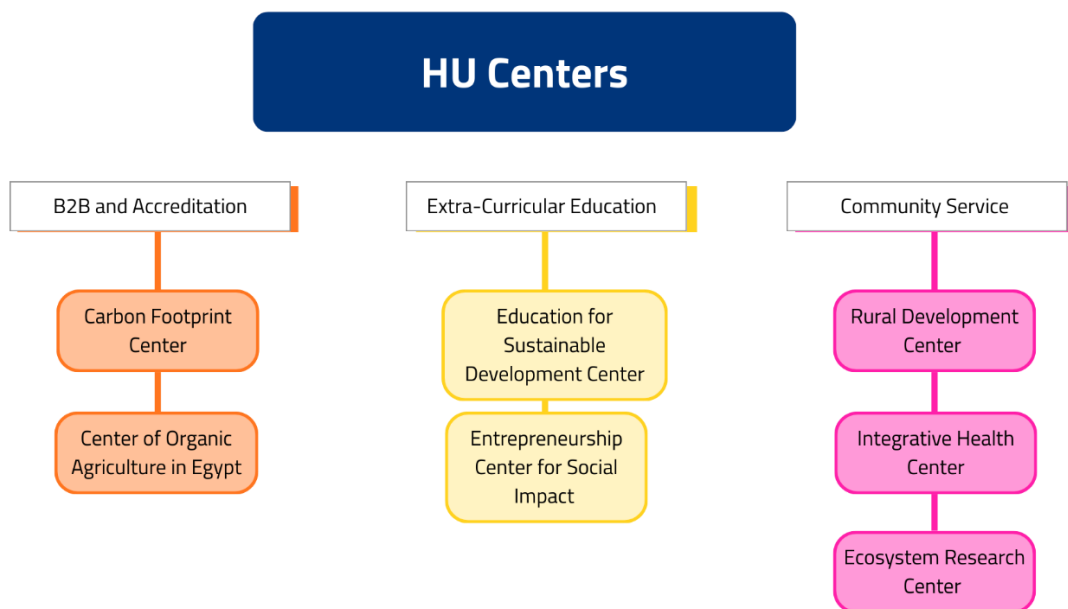 HU Centers
B2B and Accreditation
Carbon Footprint
Center
Center of Organic
Agriculture in Egypt
Extra-Curricular Education
Education for
Sustainable
Development Center
Entrepreneurship
Center for Social
Impact
Community Service
Rural Development
Center
Integrative Health
Center
Ecosystem Research
Center